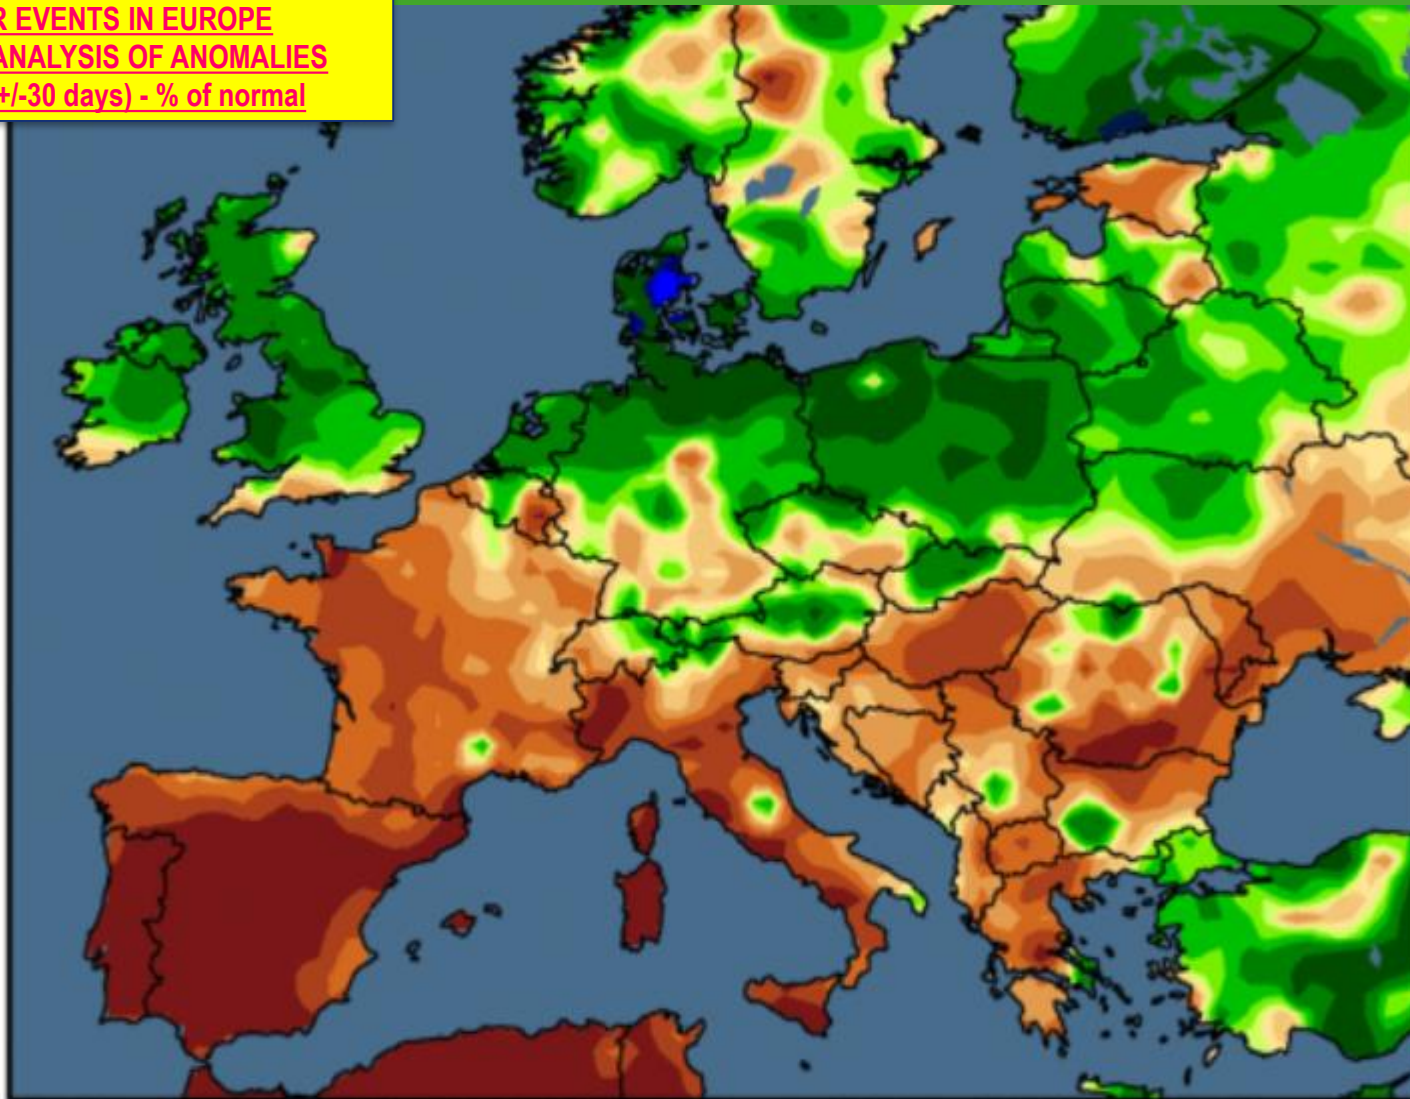 R EVENTS IN EUROPE
ANALYSIS OF ANOMALIES
+/-30 days) - % of normal